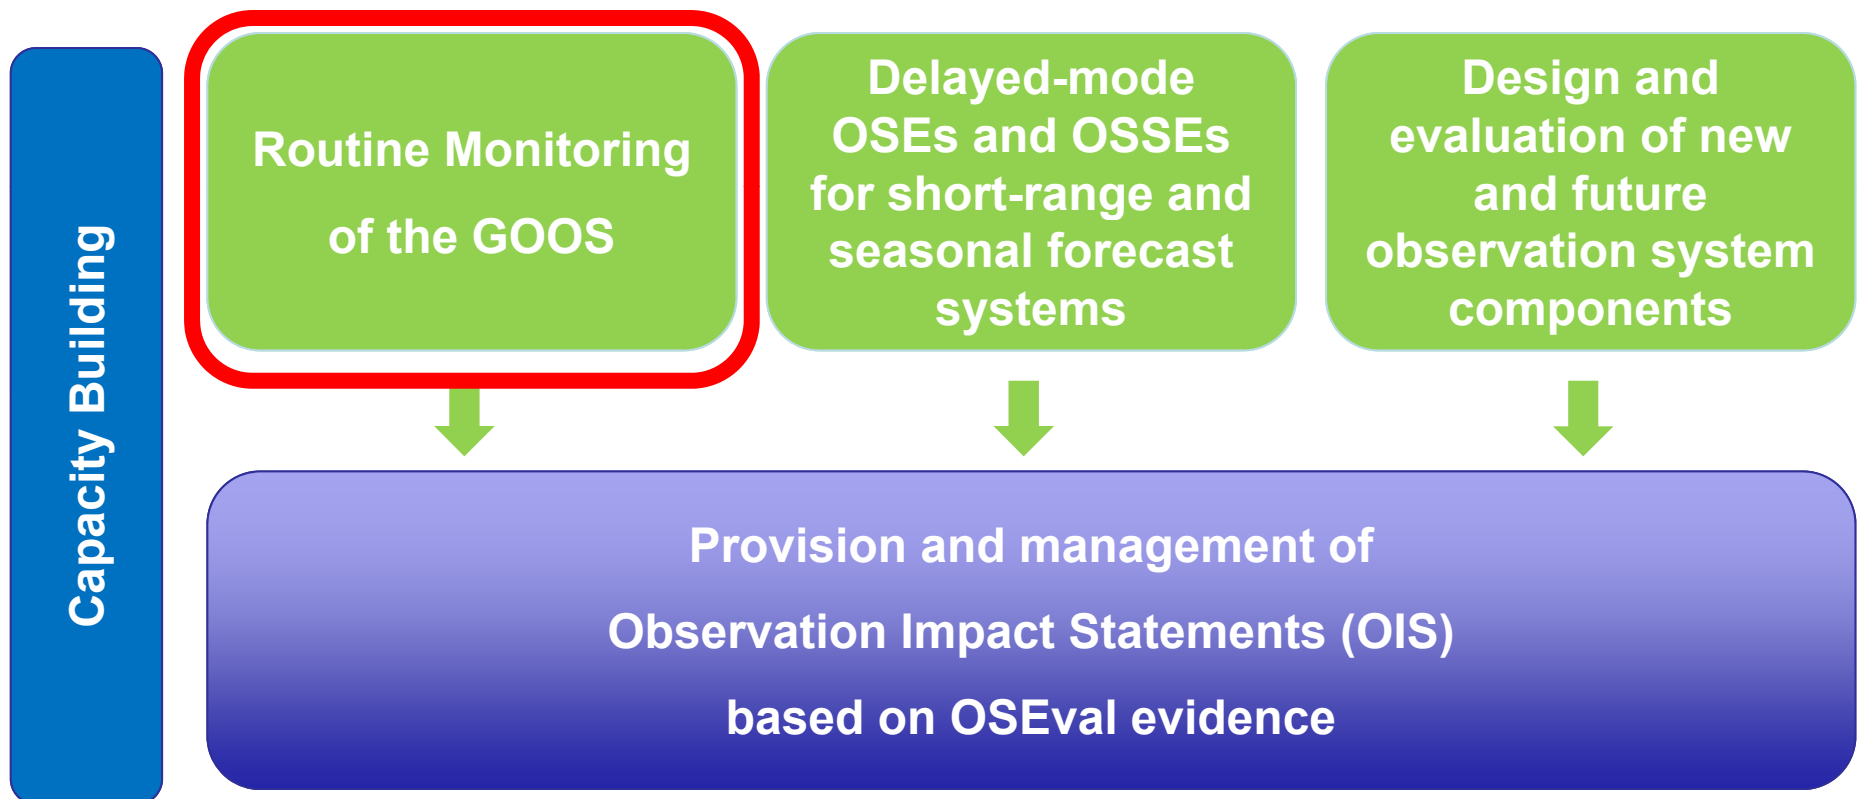 Capacity Building
Routine Monitoring
of the GOOS
Delayed-mode
OSEs and OSSEs
for short-range and
seasonal forecast
systems
Design and
evaluation of new
and future
observation system
components
Provision and management of
Observation Impact Statements (OIS)
based on OSEval evidence